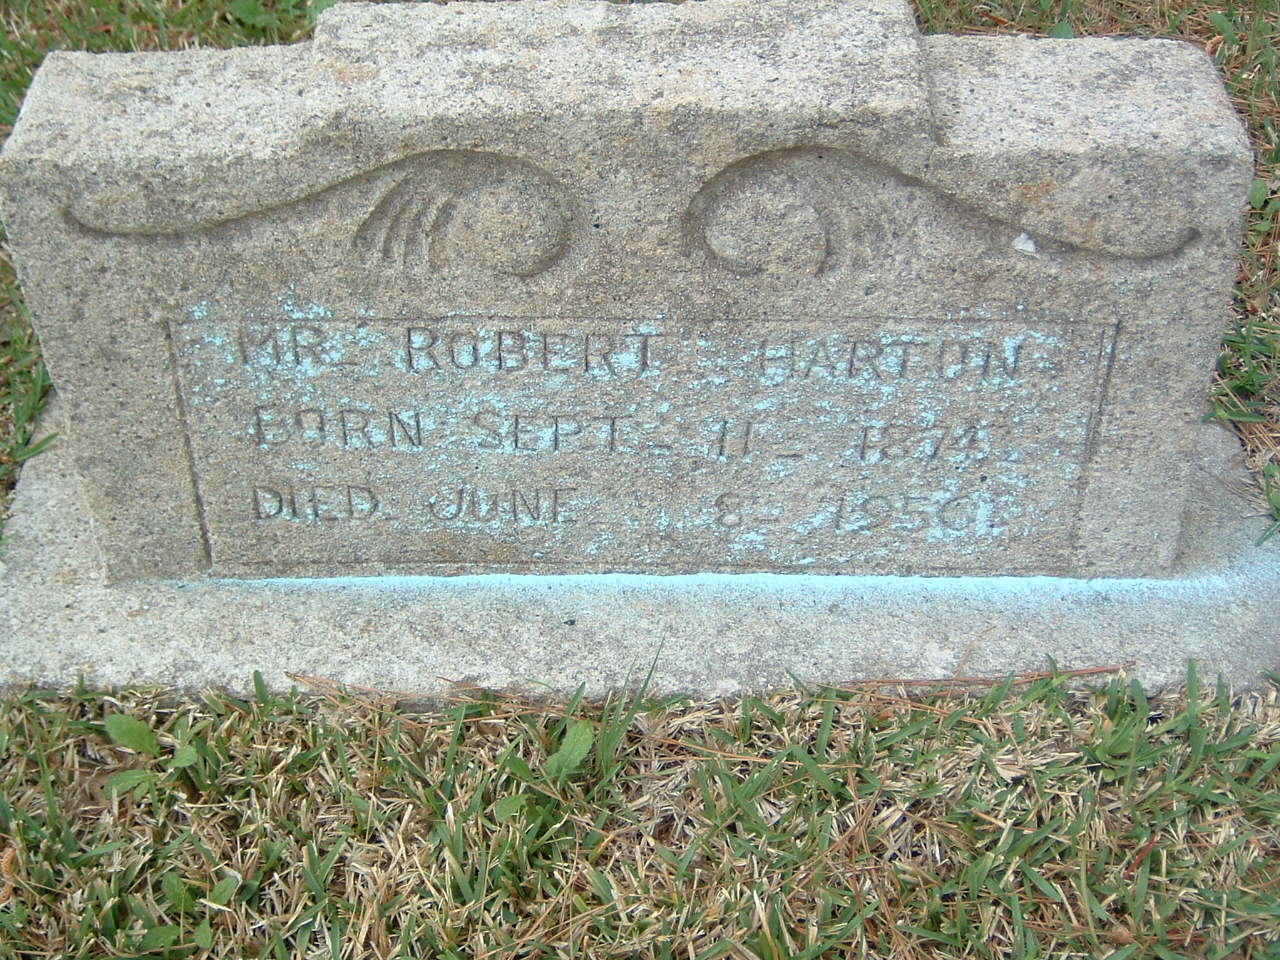 MR. ROBERT HARTON
BORN SEPT. 11 - 1874
DIED JUNE 8 - 1950